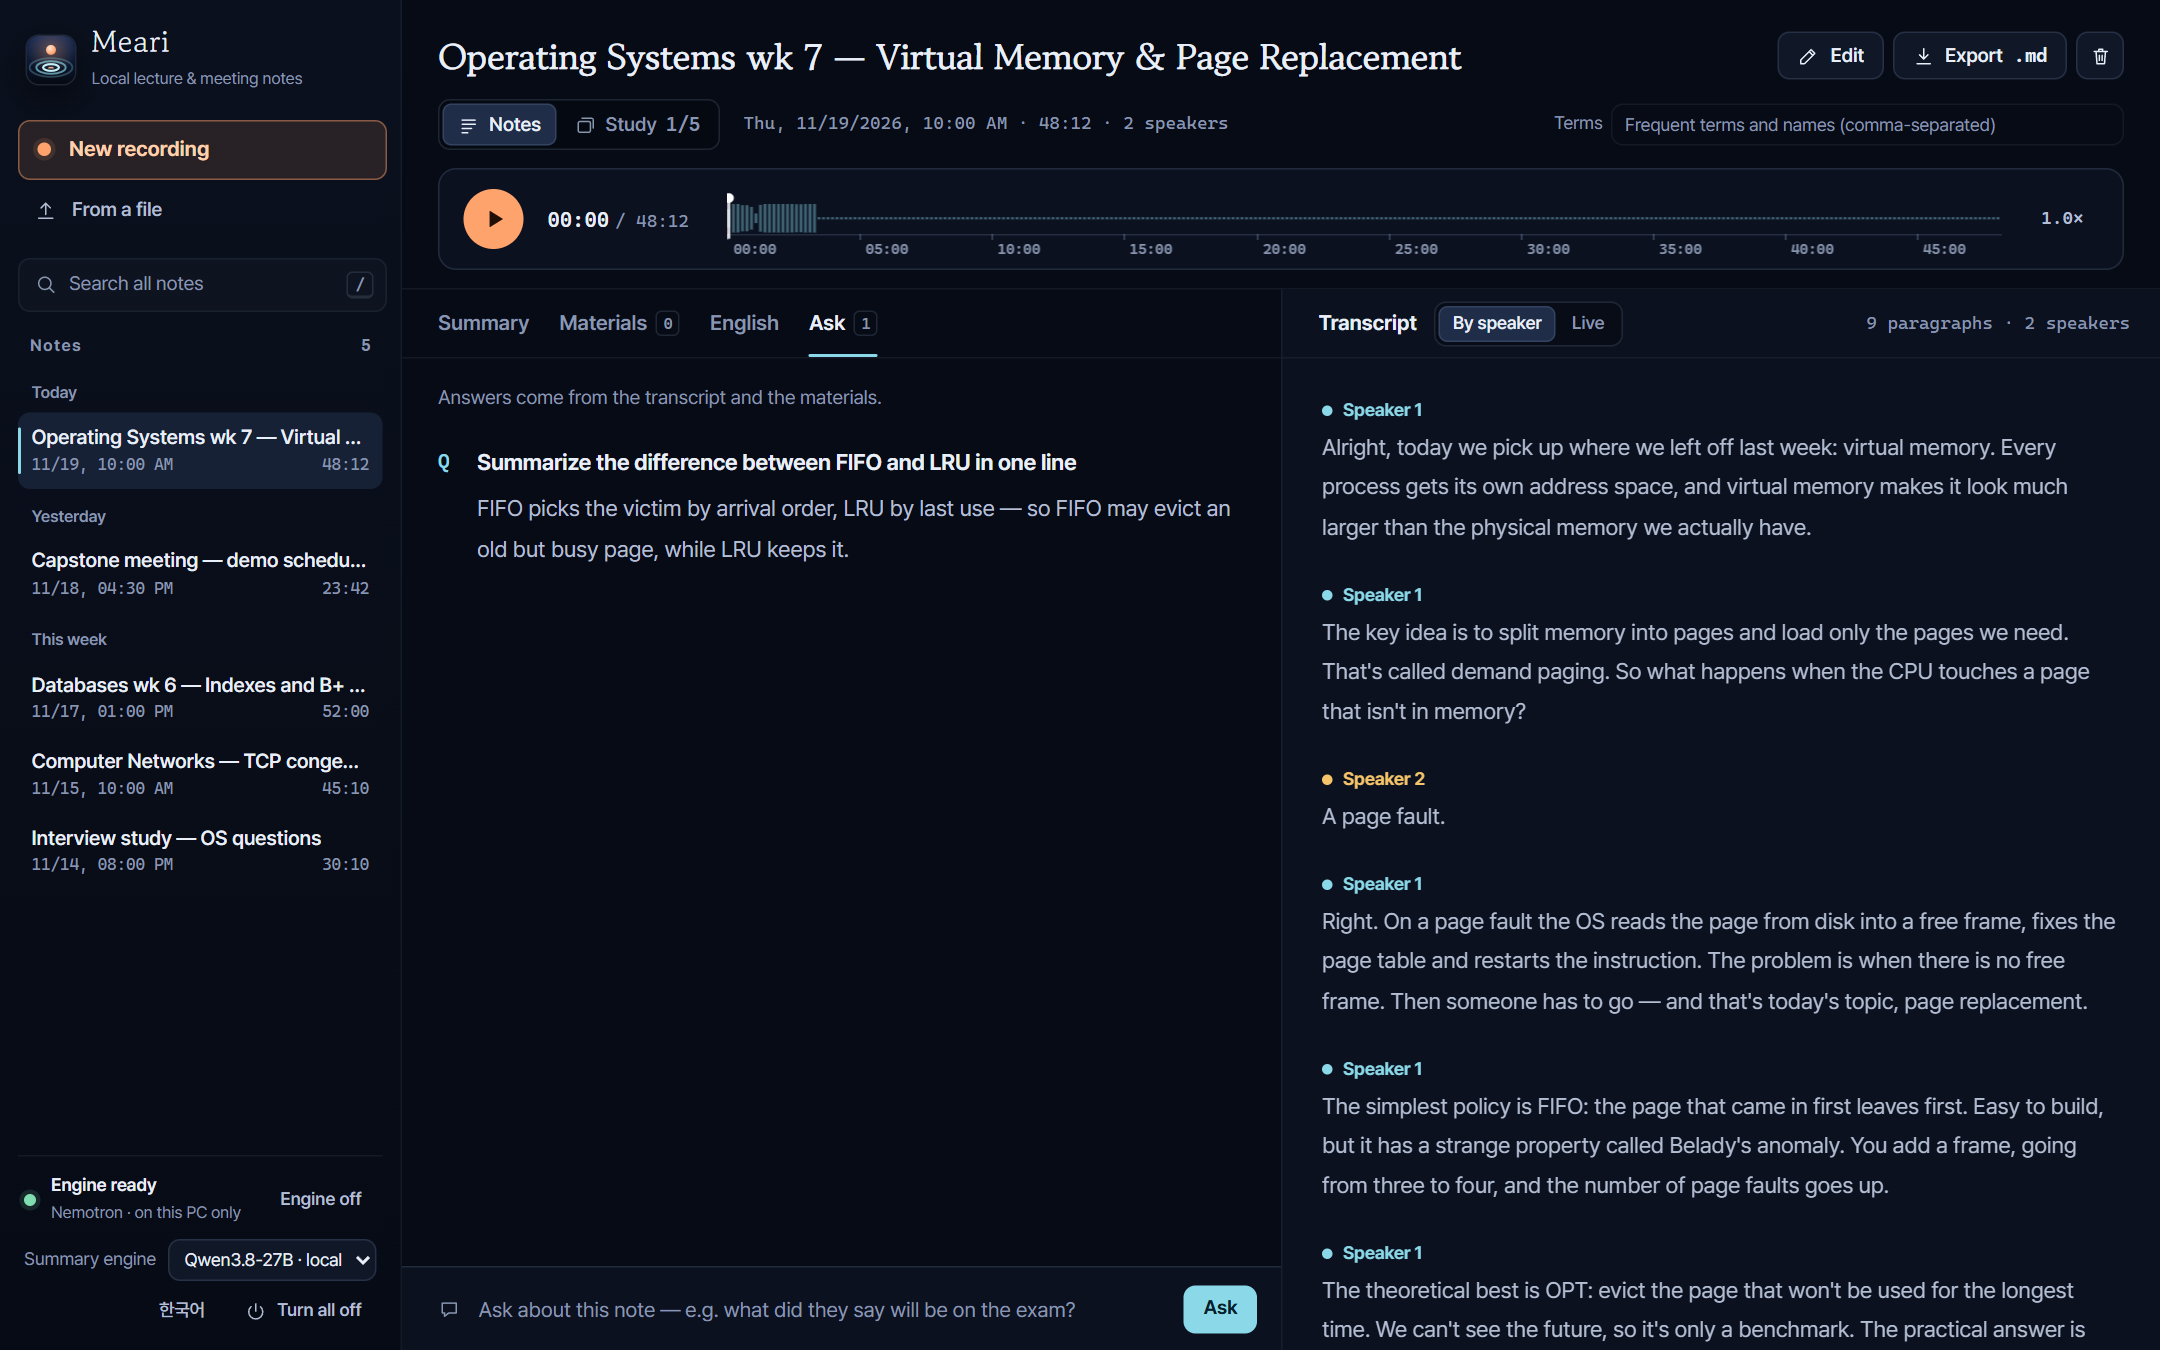 Meari
Local lecture & meeting notes
New recording
From a file
Search all notes /
Notes 5
Today
Operating Systems wk 7 — Virtual ...
11/19, 10:00 AM 48:12
Yesterday
Capstone meeting — demo schedu...
11/18, 04:30 PM 23:42
This week
Databases wk 6 — Indexes and B+ ...
11/17, 01:00 PM 52:00
Computer Networks — TCP conge...
11/15, 10:00 AM 45:10
Interview study — OS questions
11/14, 08:00 PM 30:10
Engine ready
Nemotron · on this PC only
Engine off
Summary engine Qwen3.8-27B · local
한국어 Turn all off
Operating Systems wk 7 — Virtual Memory & Page Replacement
Edit Export .md
Notes Study 1/5 Thu, 11/19/2026, 10:00 AM · 48:12 · 2 speakers
Terms Frequent terms and names (comma-separated)
00:00 / 48:12
00:00 05:00 10:00 15:00 20:00 25:00 30:00 35:00 40:00 45:00
1.0×
Summary Materials 0 English Ask 1
Answers come from the transcript and the materials.
Q Summarize the difference between FIFO and LRU in one line
FIFO picks the victim by arrival order, LRU by last use — so FIFO may evict an
old but busy page, while LRU keeps it.
Ask about this note — e.g. what did they say will be on the exam? Ask
Transcript By speaker Live 9 paragraphs · 2 speakers
Speaker 1
Alright, today we pick up where we left off last week: virtual memory. Every
process gets its own address space, and virtual memory makes it look much
larger than the physical memory we actually have.
Speaker 1
The key idea is to split memory into pages and load only the pages we need.
That's called demand paging. So what happens when the CPU touches a page
that isn't in memory?
Speaker 2
A page fault.
Speaker 1
Right. On a page fault the OS reads the page from disk into a free frame, fixes the
page table and restarts the instruction. The problem is when there is no free
frame. Then someone has to go — and that's today's topic, page replacement.
Speaker 1
The simplest policy is FIFO: the page that came in first leaves first. Easy to build,
but it has a strange property called Belady's anomaly. You add a frame, going
from three to four, and the number of page faults goes up.
Speaker 1
The theoretical best is OPT: evict the page that won't be used for the longest
time. We can't see the future, so it's only a benchmark. The practical answer is